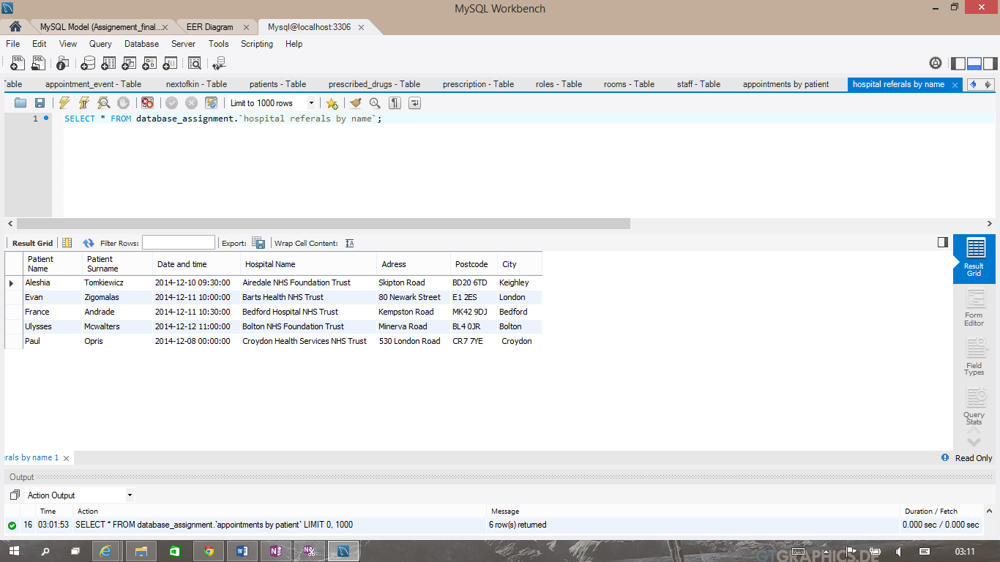 MySQL Workbench
MySQL Model (Assignement_final... EER Diagram Mysql@localhost:3306
File Edit View Query Database Server Tools Scripting Help
Table appointment_event - Table nextofkin - Table patients - Table prescribed_drugs - Table prescription - Table roles - Table rooms - Table staff - Table appointments by patient hospital referals by name
Limit to 1000 rows
1 SELECT * FROM database_assignment.`hospital referals by name`;
Result Grid Filter Rows: Export: Wrap Cell Content:
Patient Name Patient Surname Date and time Hospital Name Adress Postcode City
Aleshia Tomkiewicz 2014-12-10 09:30:00 Airedale NHS Foundation Trust Skipton Road BD20 6TD Keighley
Evan Zigomalas 2014-12-11 10:00:00 Barts Health NHS Trust 80 Newark Street E1 2ES London
France Andrade 2014-12-11 10:30:00 Bedford Hospital NHS Trust Kempston Road MK42 9DJ Bedford
Ulysses Mcwalters 2014-12-12 11:00:00 Bolton NHS Foundation Trust Minerva Road BL4 0JR Bolton
Paul Opris 2014-12-08 00:00:00 Croydon Health Services NHS Trust 530 London Road CR7 7YE Croydon
Result Grid
Form Editor
Field Types
Query Stats
erals by name 1 Read Only
Output
Action Output
Time Action Message Duration / Fetch
16 03:01:53 SELECT * FROM database_assignment.`appointments by patient` LIMIT 0, 1000 6 row(s) returned 0.000 sec / 0.000 sec
GTGRAPHICS.DE
03:11